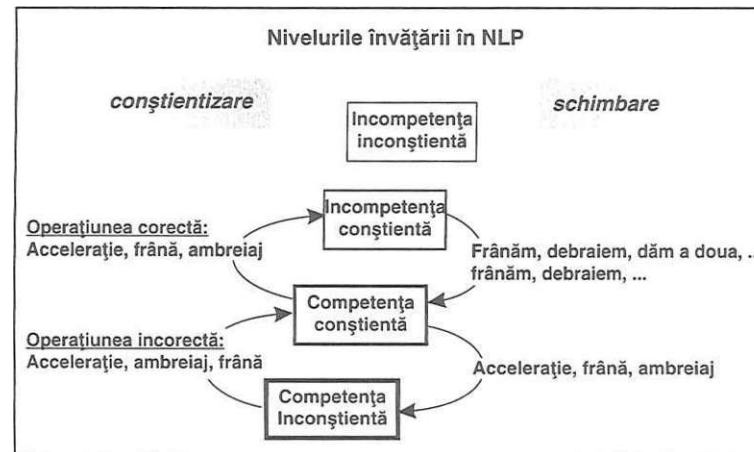 Nivelurile învăţării în NLP
conştientizare
schimbare
Incompetenţa
inconştientă
Incompetenţa
conştientă
Operaţiunea corectă:
Acceleraţie, frână, ambreiaj
Frânăm, debraiem, dăm a doua, ..
frânăm, debraiem, ...
Competenţa
conştientă
Operaţiunea incorectă:
Acceleraţie, ambreiaj, frână
Acceleraţie, frână, ambreiaj
Competenţa
Inconştientă